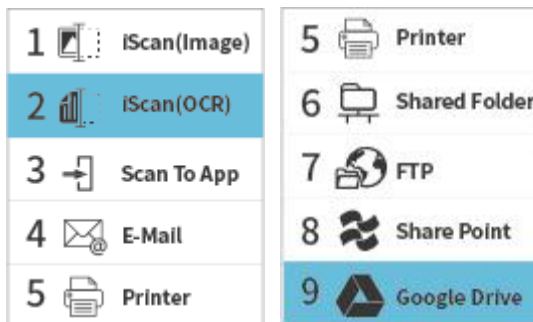 1 iScan(Image)
2 iScan(OCR)
3 Scan To App
4 E-Mail
5 Printer
5 Printer
6 Shared Folder
7 FTP
8 Share Point
9 Google Drive